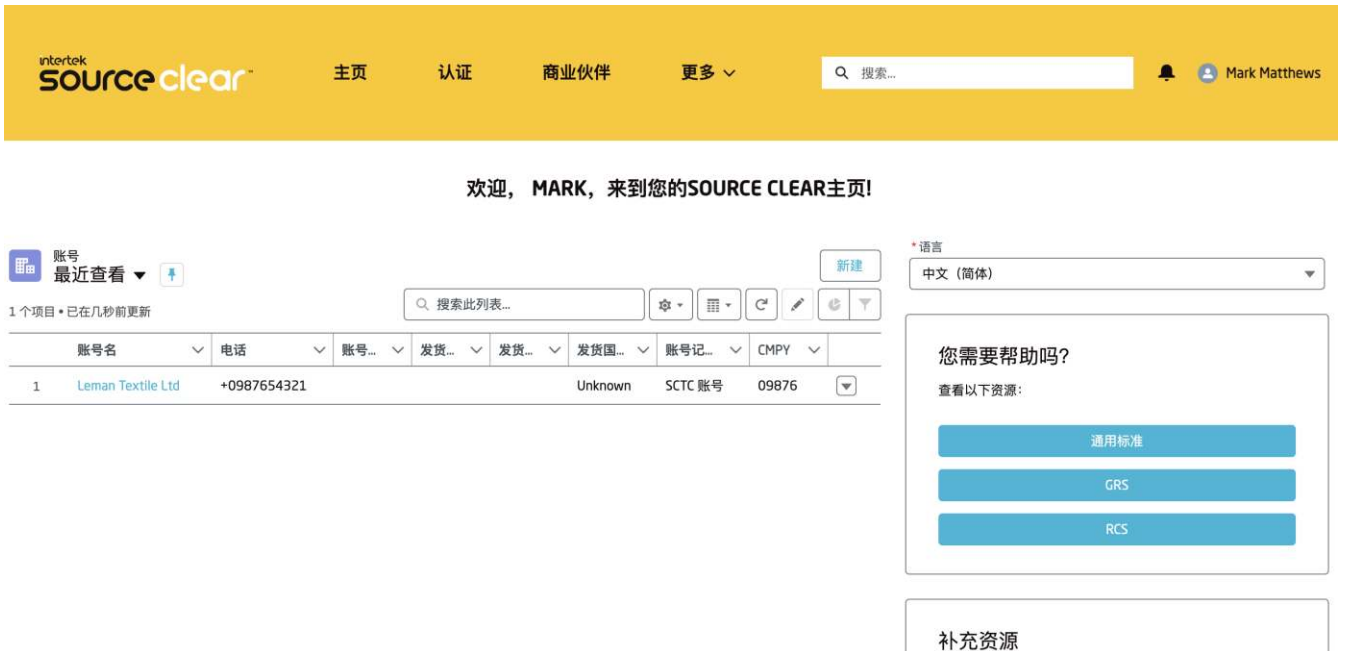 intertek
source clear
主页 认证 商业伙伴 更多 搜索... Mark Matthews
欢迎， MARK，来到您的SOURCE CLEAR主页!
账号
最近查看
新建
1 个项目 • 已在几秒前更新
搜索此列表...
账号名 电话 账号... 发货... 发货... 发货国... 账号记... CMPY
1 Leman Textile Ltd +0987654321 Unknown SCTC 账号 09876
*语言
中文（简体）
您需要帮助吗?
查看以下资源:
通用标准
GRS
RCS
补充资源